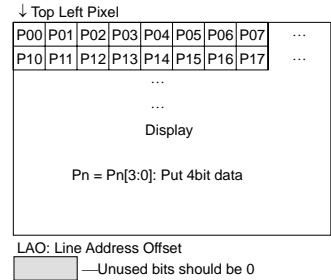 ↓ Top Left Pixel
P00 P01 P02 P03 P04 P05 P06 P07 …
P10 P11 P12 P13 P14 P15 P16 P17 …
…
…
Display
Pn = Pn[3:0]: Put 4bit data
LAO: Line Address Offset
—Unused bits should be 0